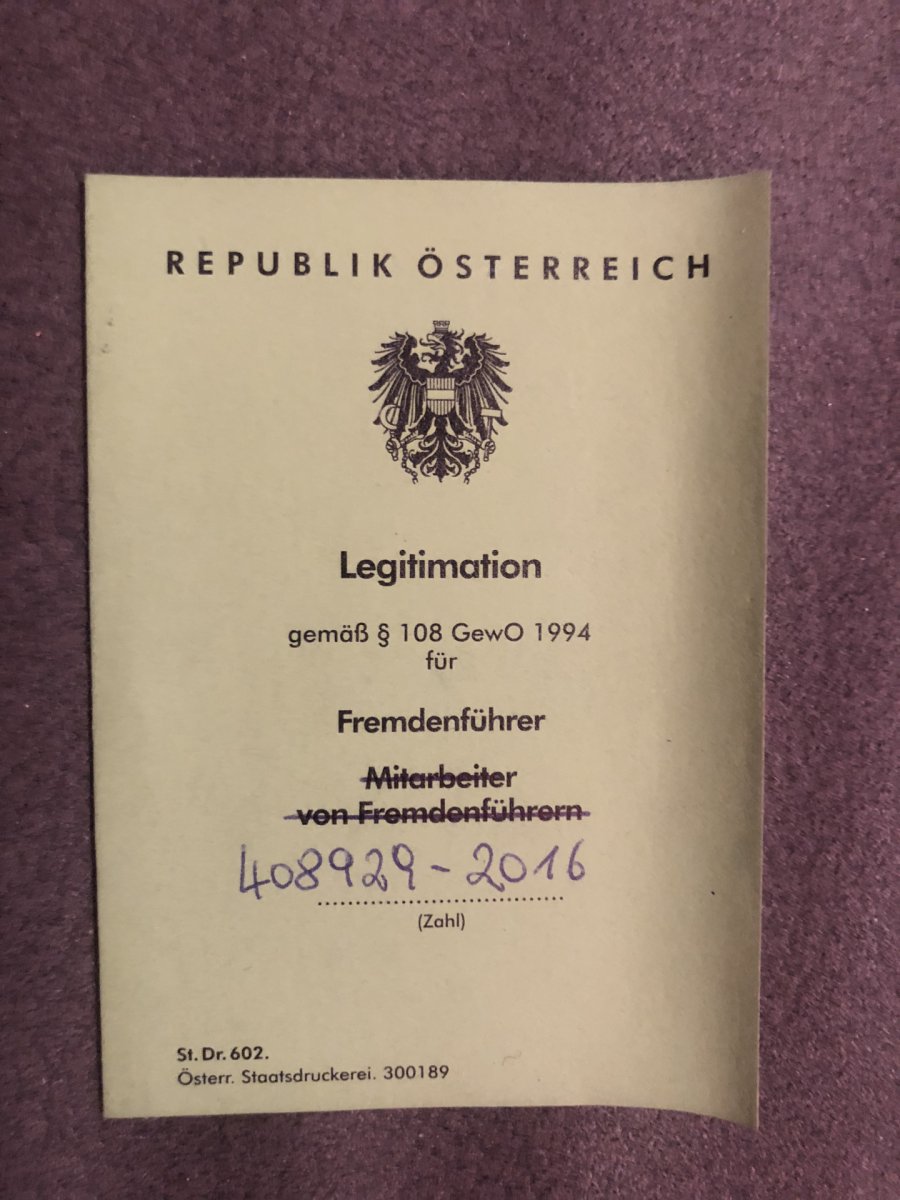 REPUBLIK ÖSTERREICH
Legitimation
gemäß § 108 GewO 1994
für
Fremdenführer
Mitarbeiter
von Fremdenführern
408929-2016
(Zahl)
St. Dr. 602.
Österr. Staatsdruckerei. 300189